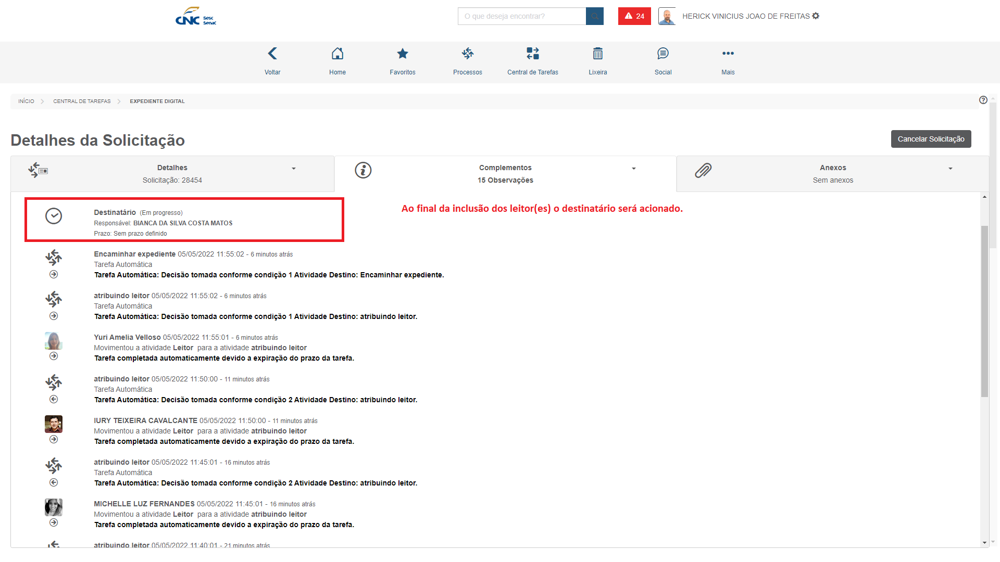 CNC Sesc
Senac
O que deseja encontrar?
24
HERICK VINICIUS JOAO DE FREITAS
Voltar
Home
Favoritos
Processos
Central de Tarefas
Lixeira
Social
Mais
INÍCIO
CENTRAL DE TAREFAS
EXPEDIENTE DIGITAL
Detalhes da Solicitação
Cancelar Solicitação
Detalhes
Solicitação: 28454
Complementos
15 Observações
Anexos
Sem anexos
Destinatário (Em progresso)
Responsável: BIANCA DA SILVA COSTA MATOS
Prazo: Sem prazo definido
Ao final da inclusão dos leitor(es) o destinatário será acionado.
Encaminhar expediente 05/05/2022 11:55:02 - 6 minutos atrás
Tarefa Automática
Tarefa Automática: Decisão tomada conforme condição 1 Atividade Destino: Encaminhar expediente.
atribuindo leitor 05/05/2022 11:55:02 - 6 minutos atrás
Tarefa Automática
Tarefa Automática: Decisão tomada conforme condição 1 Atividade Destino: atribuindo leitor.
Yuri Amelia Velloso 05/05/2022 11:55:01 - 6 minutos atrás
Movimentou a atividade Leitor para a atividade atribuindo leitor
Tarefa completada automaticamente devido a expiração do prazo da tarefa.
atribuindo leitor 05/05/2022 11:50:00 - 11 minutos atrás
Tarefa Automática
Tarefa Automática: Decisão tomada conforme condição 2 Atividade Destino: atribuindo leitor.
IURY TEIXEIRA CAVALCANTE 05/05/2022 11:50:00 - 11 minutos atrás
Movimentou a atividade Leitor para a atividade atribuindo leitor
Tarefa completada automaticamente devido a expiração do prazo da tarefa.
atribuindo leitor 05/05/2022 11:45:01 - 16 minutos atrás
Tarefa Automática
Tarefa Automática: Decisão tomada conforme condição 2 Atividade Destino: atribuindo leitor.
MICHELLE LUZ FERNANDES 05/05/2022 11:45:01 - 16 minutos atrás
Movimentou a atividade Leitor para a atividade atribuindo leitor
Tarefa completada automaticamente devido a expiração do prazo da tarefa.
atribuindo leitor 05/05/2022 11:40:01 - 21 minutos atrás